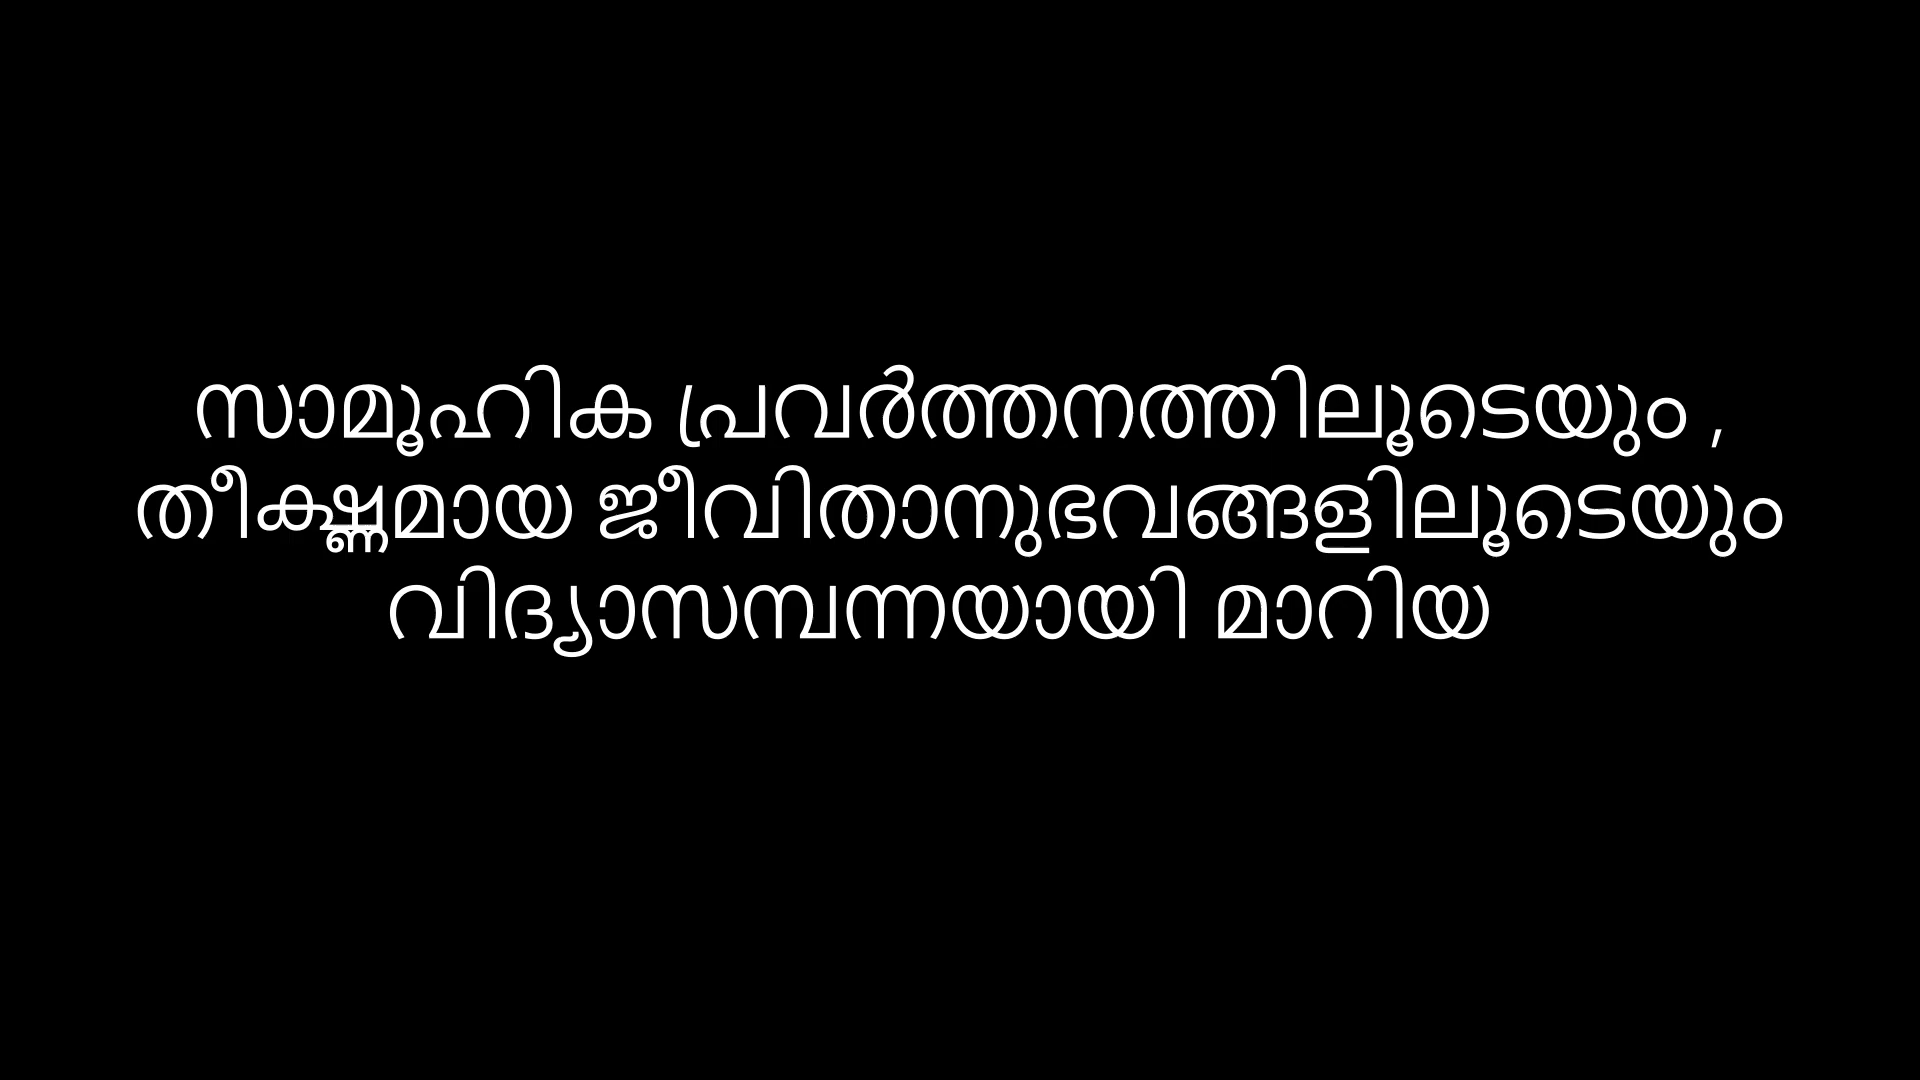 സാമൂഹിക പ്രവർത്തനത്തിലൂടെയും ,
തീക്ഷ്ണമായ ജീവിതാനുഭവങ്ങളിലൂടെയും
വിദ്യാസമ്പന്നയായി മാറിയ